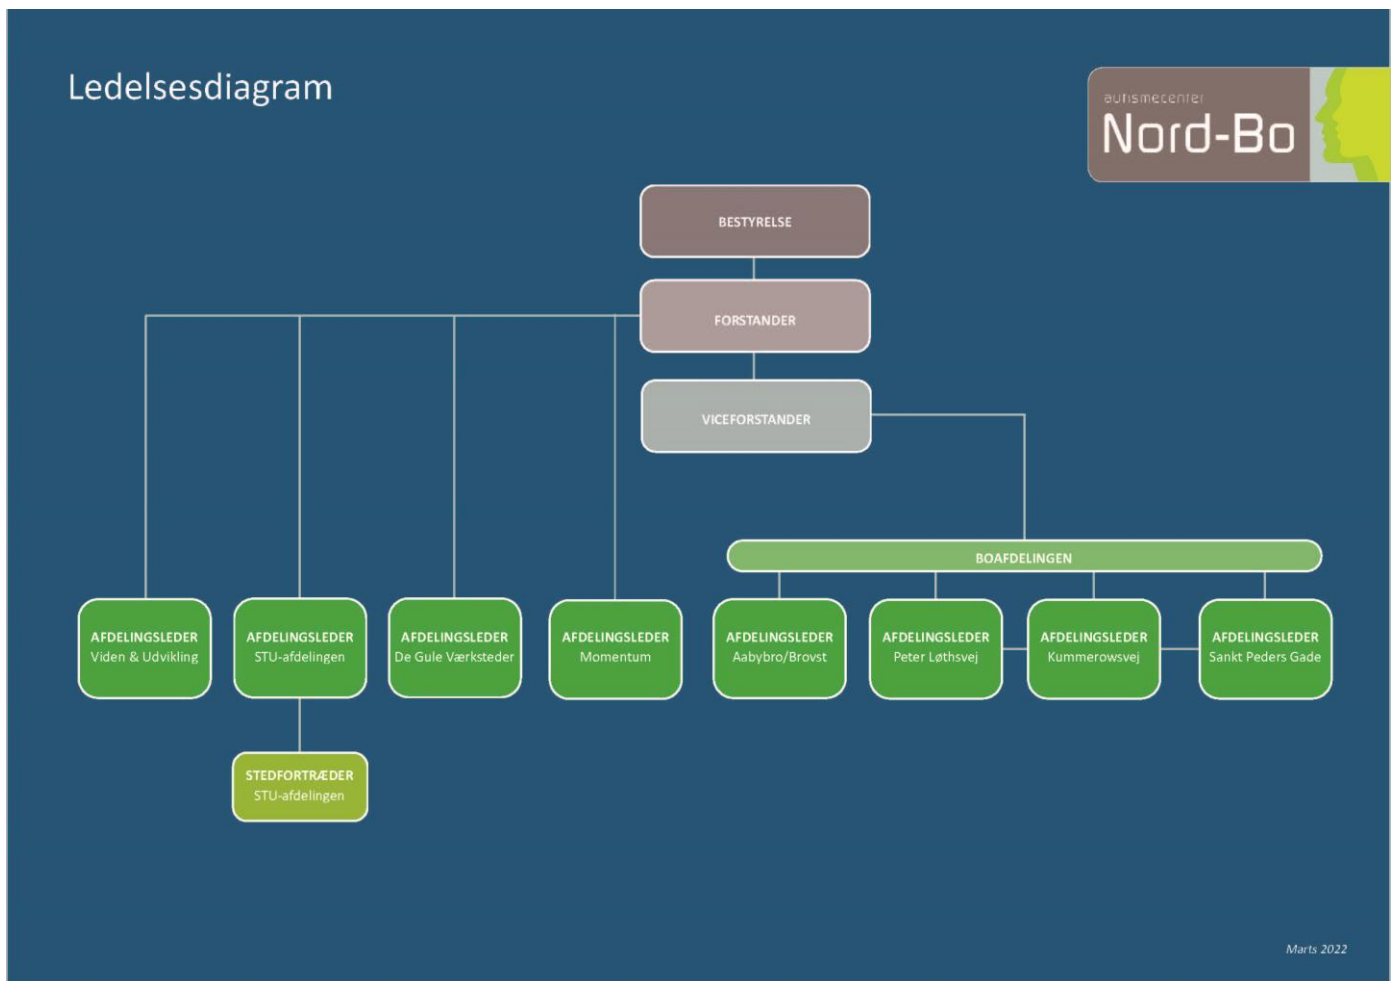 Ledelsesdiagram
autismecenter
Nord-Bo
BESTYRELSE
FORSTANDER
VICEFORSTANDER
BOAFDELINGEN
AFDELINGSLEDER
Viden & Udvikling
AFDELINGSLEDER
STU-afdelingen
AFDELINGSLEDER
De Gule Værksteder
AFDELINGSLEDER
Momentum
AFDELINGSLEDER
Aabybro/Brovst
AFDELINGSLEDER
Peter Løthsvej
AFDELINGSLEDER
Kummerowsvej
AFDELINGSLEDER
Sankt Peders Gade
STEDFORTRÆDER
STU-afdelingen
Marts 2022